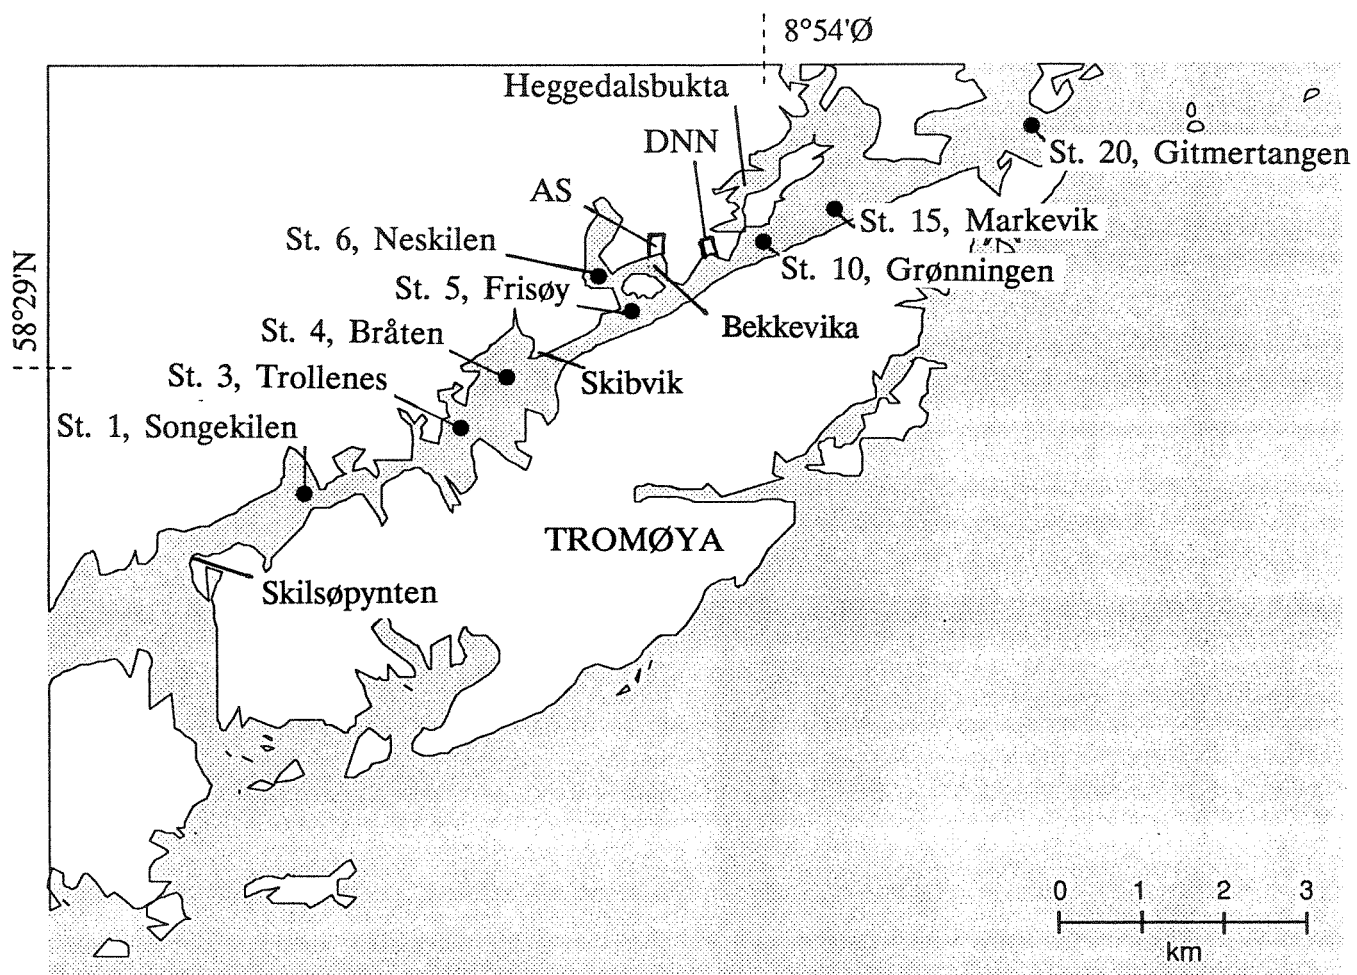 8°54'Ø
Heggedalsbukta
DNN
St. 20, Gitmertangen
AS
St. 15, Markevik
St. 6, Neskilen
St. 10, Grønningen
St. 5, Frisøy
58°29'N
St. 4, Bråten
Bekkevika
St. 3, Trollenes
Skibvik
St. 1, Songekilen
TROMØYA
Skilsøpynten
0 1 2 3
km